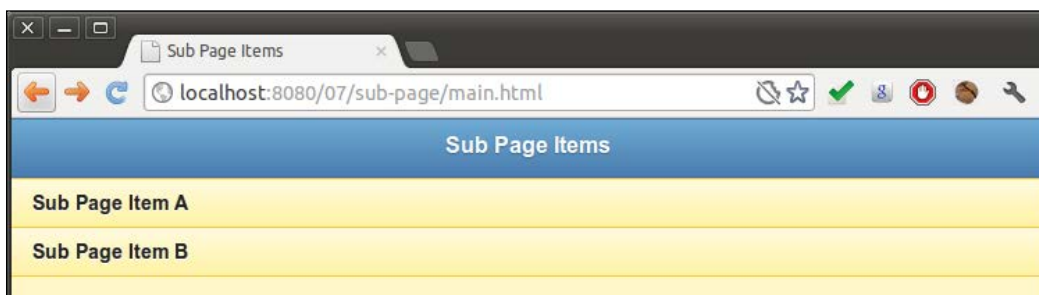 Sub Page Items
localhost:8080/07/sub-page/main.html
8
Sub Page Items
Sub Page Item A
Sub Page Item B